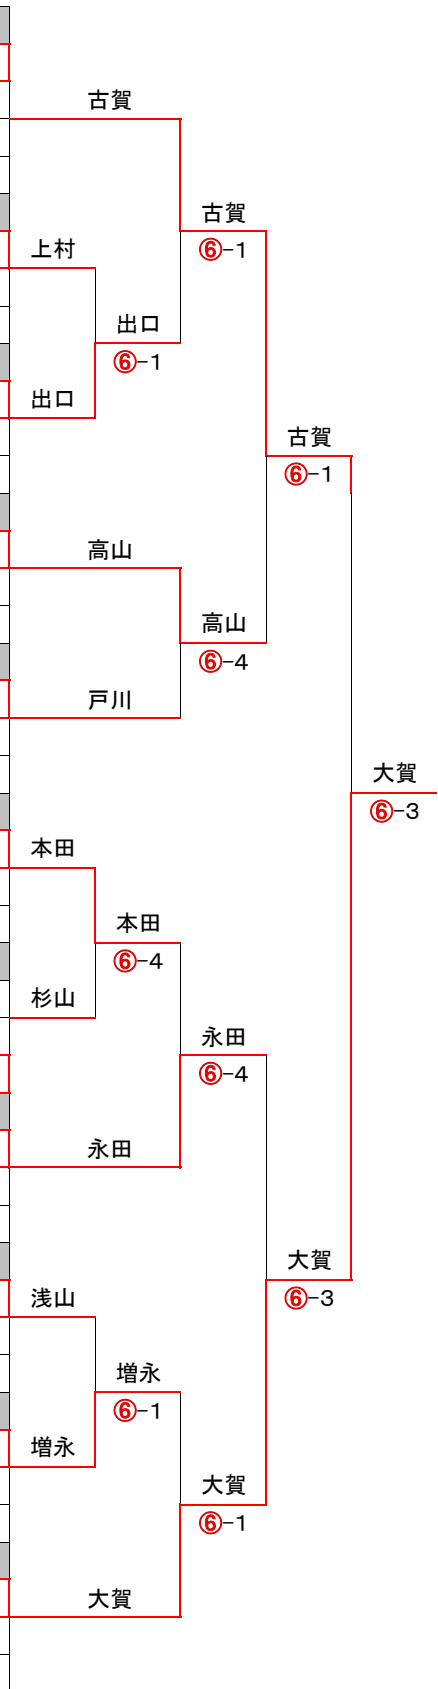 古賀
古賀
⑥-1
上村
出口
⑥-1
出口
古賀
⑥-1
高山
高山
⑥-4
戸川
大賀
⑥-3
本田
本田
⑥-4
杉山
永田
⑥-4
永田
大賀
⑥-3
浅山
増永
⑥-1
増永
大賀
⑥-1
大賀